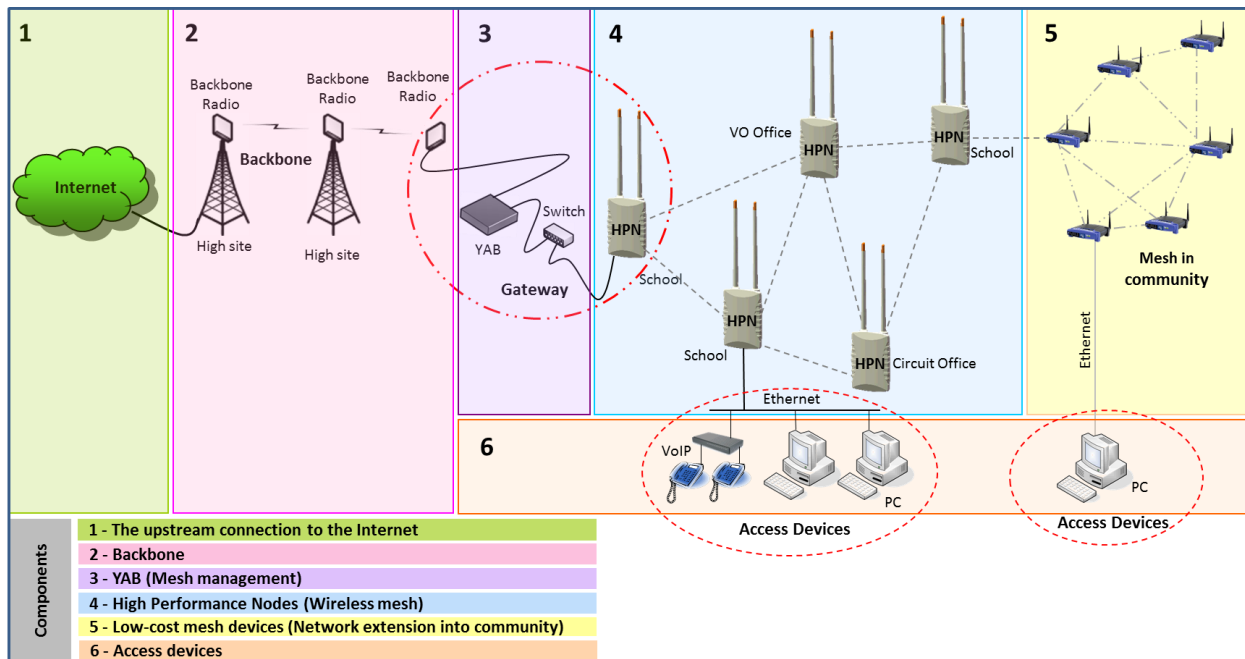 1
2
3
4
5
Internet
Backbone
Radio
Backbone
Radio
Backbone
Radio
Backbone
High site
High site
YAB
Switch
Gateway
HPN
School
VO Office
HPN
HPN
School
HPN
School
HPN
Circuit Office
Ethernet
Mesh in
community
Ethernet
6
VoIP
PC
Access Devices
PC
Access Devices
Components
1 - The upstream connection to the Internet
2 - Backbone
3 - YAB (Mesh management)
4 - High Performance Nodes (Wireless mesh)
5 - Low-cost mesh devices (Network extension into community)
6 - Access devices